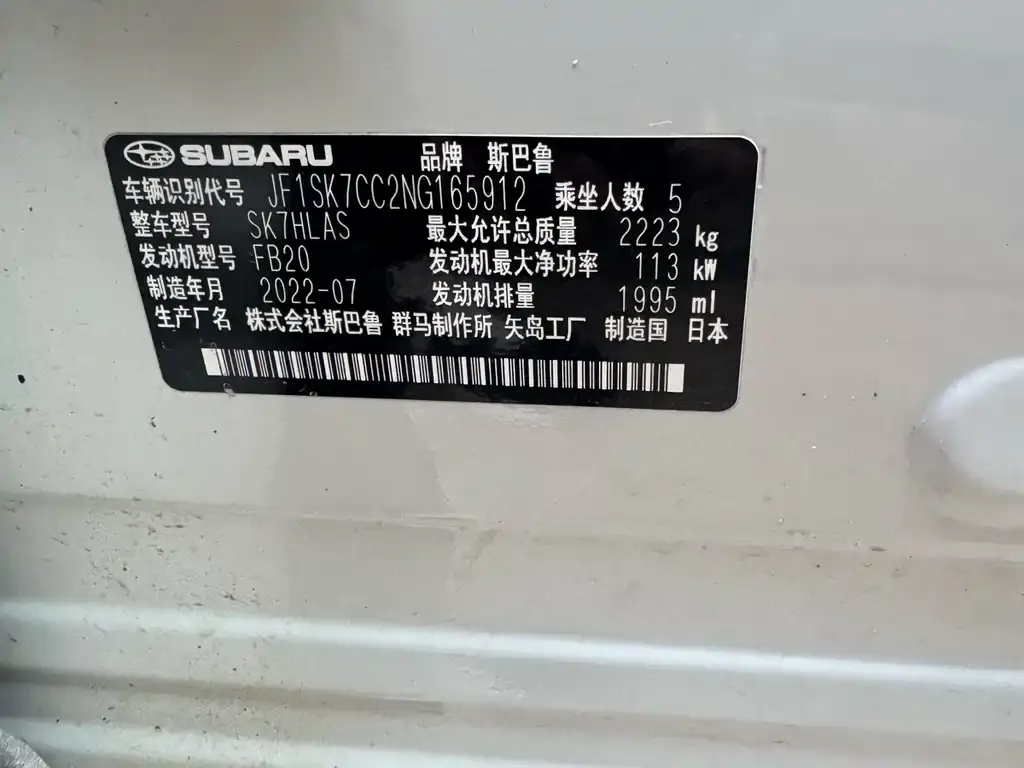 SUBARU 品牌 斯巴鲁
车辆识别代号 JF1SK7CC2NG165912 乘坐人数 5
整车型号 SK7HLAS 最大允许总质量 2223 kg
发动机型号 FB20 发动机最大净功率 113 kW
制造年月 2022-07 发动机排量 1995 ml
生产厂名 株式会社斯巴鲁 群马制作所 矢岛工厂 制造国 日本